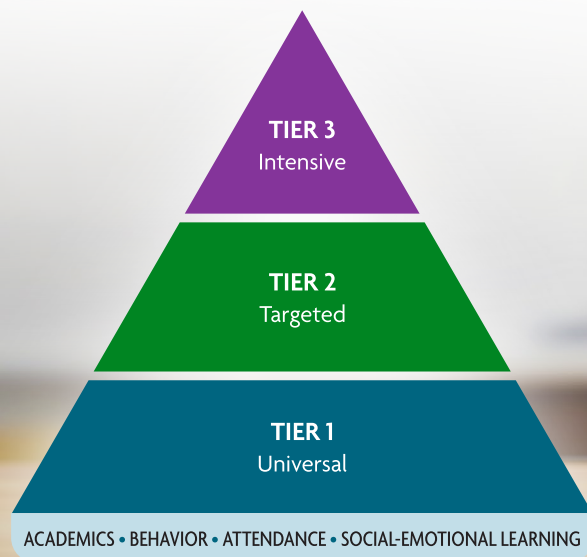 TIER 3
Intensive
TIER 2
Targeted
TIER 1
Universal
ACADEMICS • BEHAVIOR • ATTENDANCE • SOCIAL-EMOTIONAL LEARNING